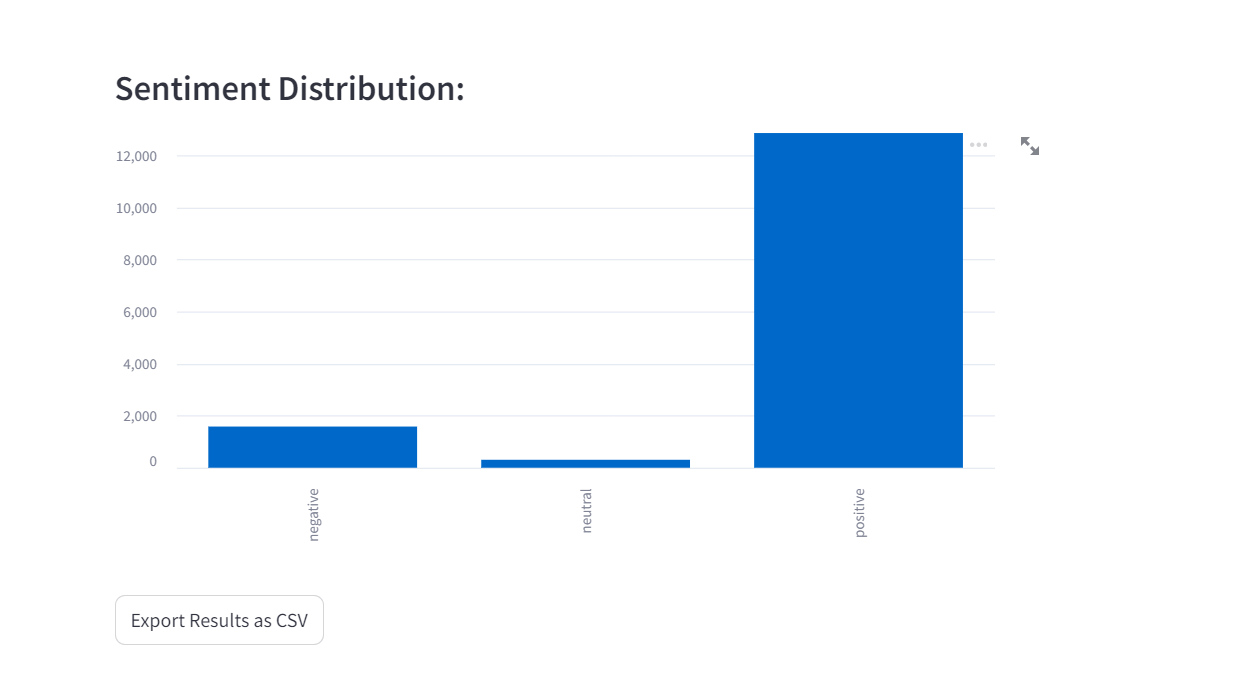 Sentiment Distribution:
12,000
10,000
8,000
6,000
4,000
2,000
0
negative
neutral
positive
Export Results as CSV